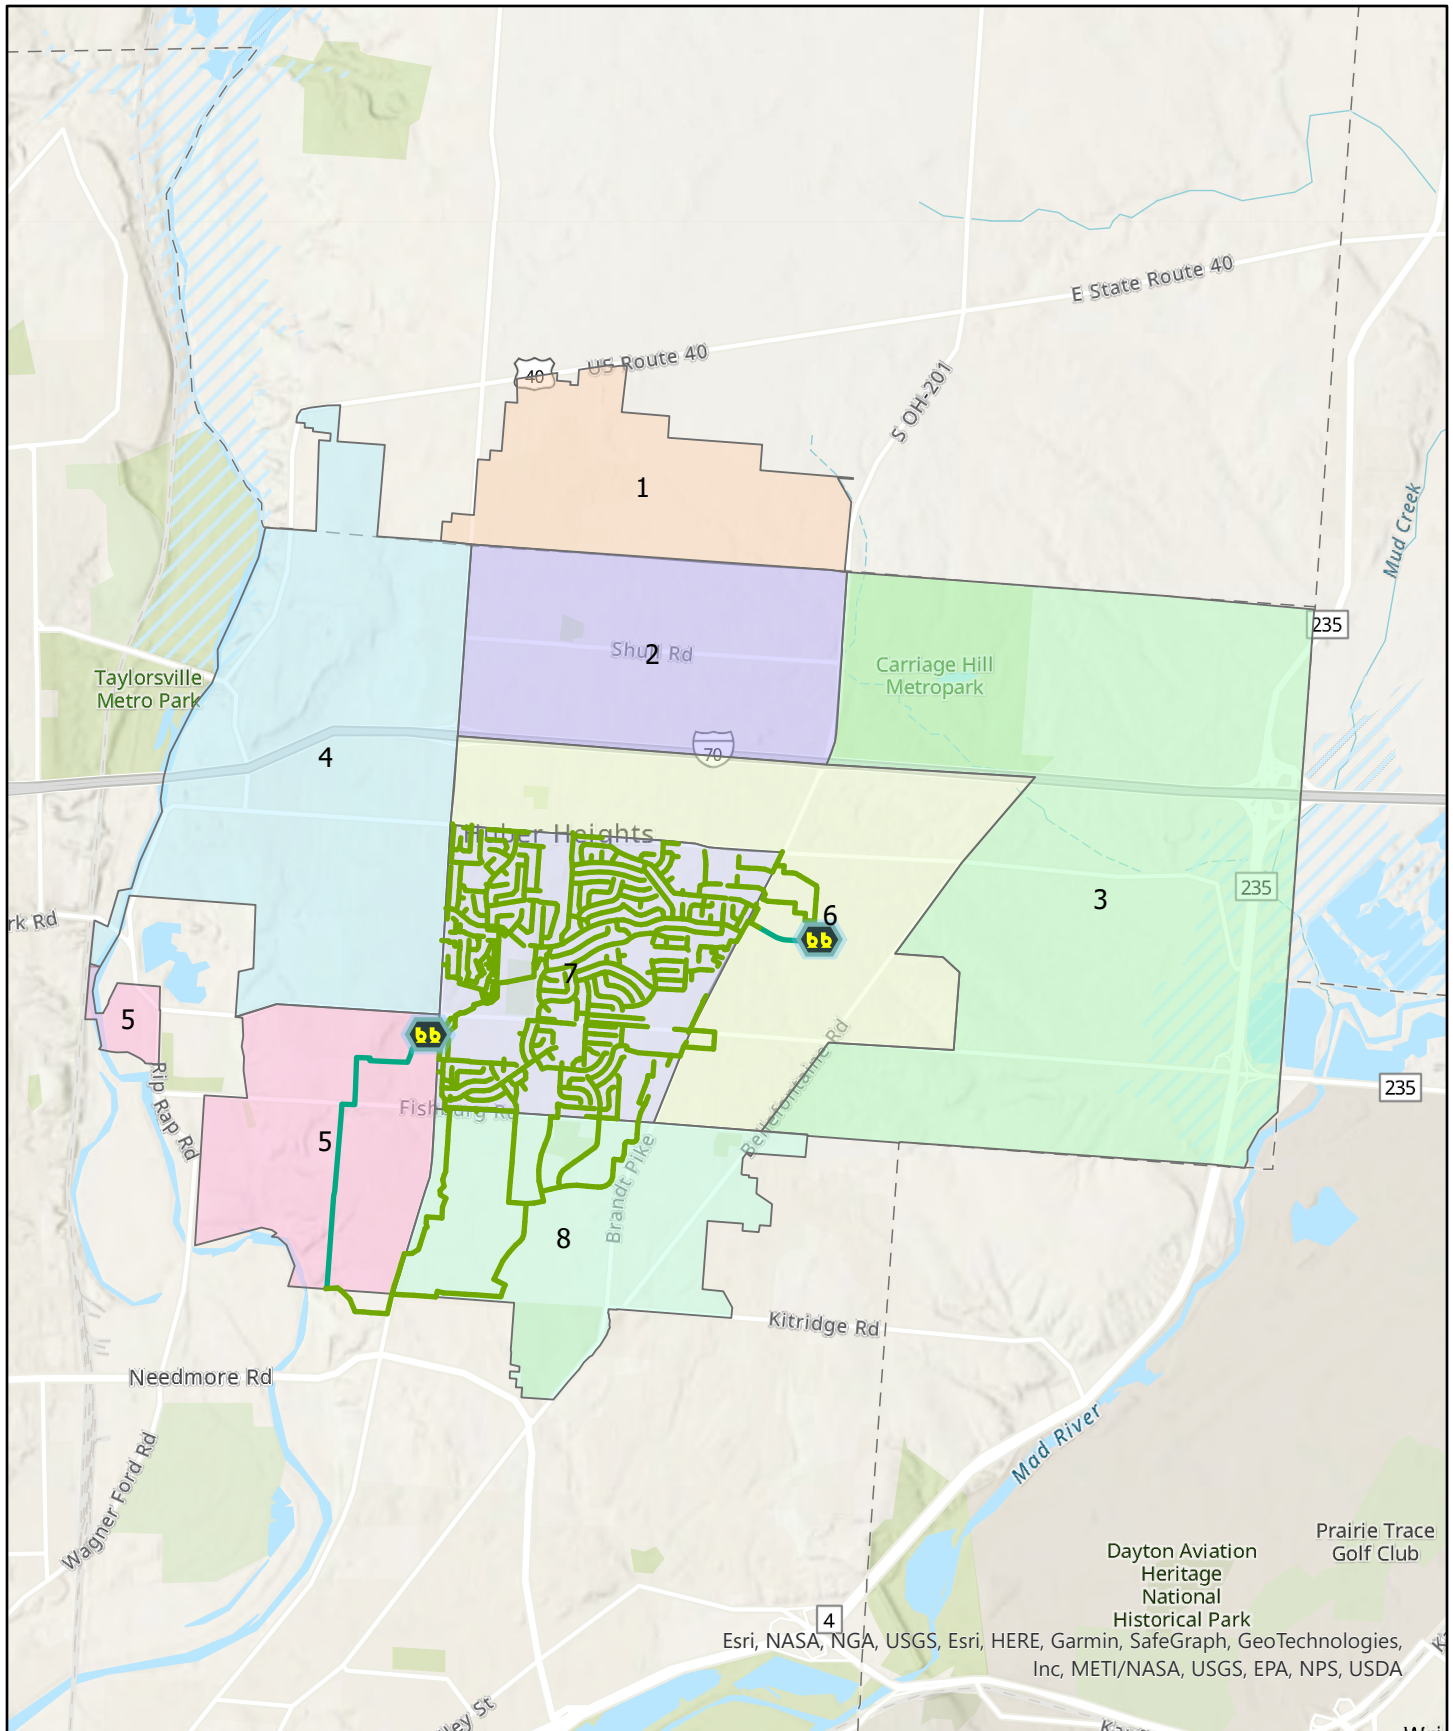 E State Route 40
US Route 40
40
S OH-201
1
Mud Creek
235
Shull Rd
2
Carriage Hill
Metropark
Taylorsville
Metro Park
70
4
Huber Heights
235
3
rk Rd
6
7
5
235
Rip Rap Rd
Bellefontaine Rd
Fishburg Rd
5
Brandt Pike
8
Kitridge Rd
Needmore Rd
Mad River
Wagner Ford Rd
Prairie Trace
Golf Club
Dayton Aviation
Heritage
National
Historical Park
4
Esri, NASA, NGA, USGS, Esri, HERE, Garmin, SafeGraph, GeoTechnologies,
Inc, METI/NASA, USGS, EPA, NPS, USDA
ley St